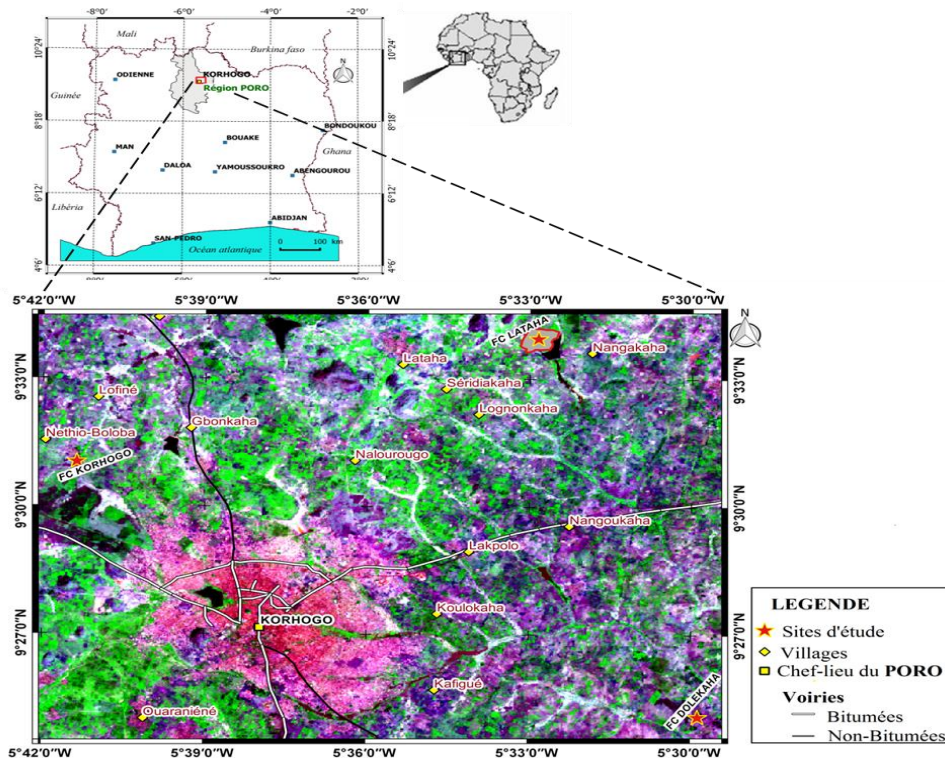 -8°0' -6°0' -4°0'
Mali
Burkina faso
10°24' 10°24'
ODIENNE
KORHOGO
Région PORO
N
Guinée
8°18' 8°18'
BONDOUKOU
BOUAKE
MAN
Ghana
DALOA
YAMOUSSOUKRO
ABENGOUROU
6°12' 6°12'
Libéria
ABIDJAN
SAN-PEDRO
0 100 km
Océan atlantique
4°6' 4°6'
5°42'0"W 5°39'0"W 5°36'0"W 5°33'0"W 5°30'0"W
N
FC LATAHA
Nangakaha
Lataha
9°33'0"N 9°33'0"N
Séridiakaha
Lofiné
Lognonkaha
Gbonkaha
Nethio-Boloba
Nalourougo
FC KORHOGO
9°30'0"N 9°30'0"N
Nangoukaha
Lakpolo
Koulokaha
KORHOGO
9°27'0"N 9°27'0"N
Kafigué
FC DOLEKAHA
Ouaraniéné
5°42'0"W 5°39'0"W 5°36'0"W 5°33'0"W 5°30'0"W
LEGENDE
Sites d'étude
Villages
Chef-lieu du PORO
Voiries
Bitumées
Non-Bitumées